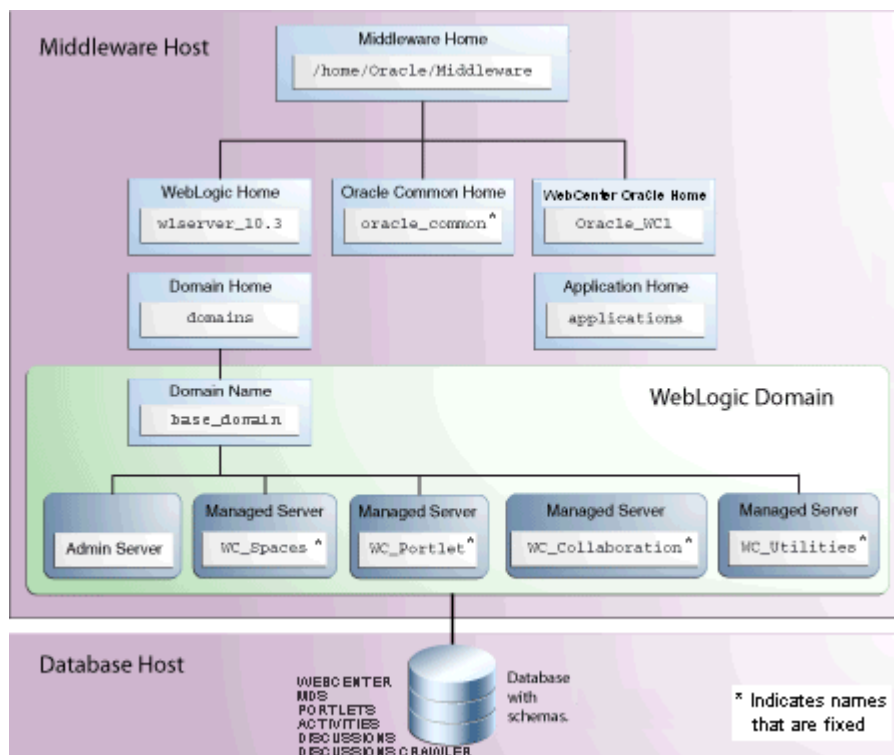 Middleware Host
Middleware Home
/home/Oracle/Middleware
WebLogic Home
wlserver_10.3
Oracle Common Home
oracle_common*
WebCenter Oracle Home
Oracle_WC1
Domain Home
domains
Application Home
applications
Domain Name
base_domain
WebLogic Domain
Admin Server
Managed Server
WC_Spaces*
Managed Server
WC_Portlet*
Managed Server
WC_Collaboration*
Managed Server
WC_Utilities*
Database Host
WEBCENTER
MDS
PORTLETS
ACTIVITIES
DISCUSSIONS
DISCUSSIONS CRAWLER
Database
with
schemas.
* Indicates names
that are fixed